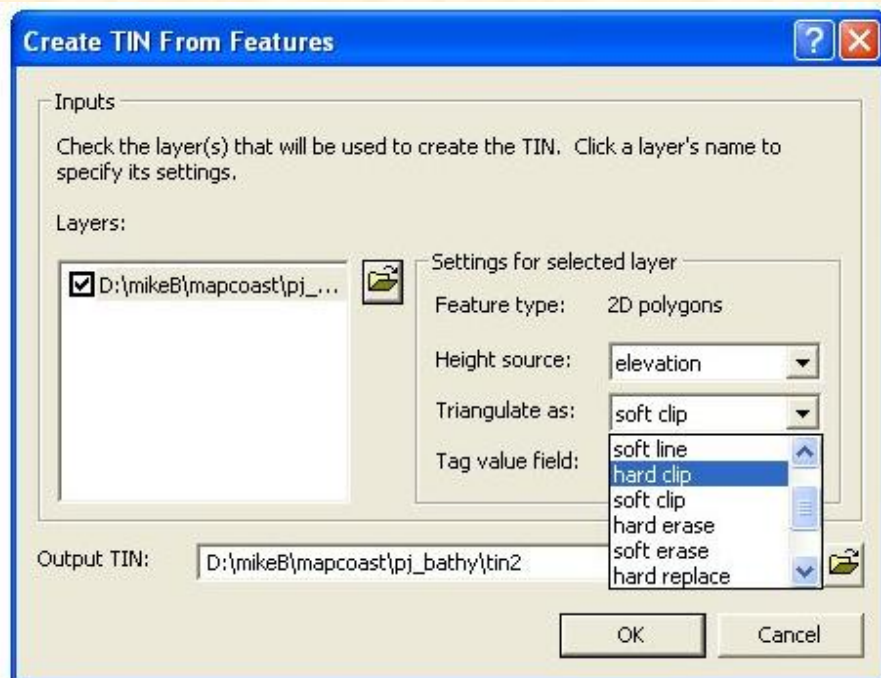 Create TIN From Features
Inputs
Check the layer(s) that will be used to create the TIN. Click a layer's name to
specify its settings.
Layers:
D:\mikeB\mapcoast\pj_...
Settings for selected layer
Feature type: 2D polygons
Height source: elevation
Triangulate as: soft clip
Tag value field:
soft line
hard clip
soft clip
hard erase
soft erase
hard replace
Output TIN: D:\mikeB\mapcoast\pj_bathy\tin2
OK Cancel